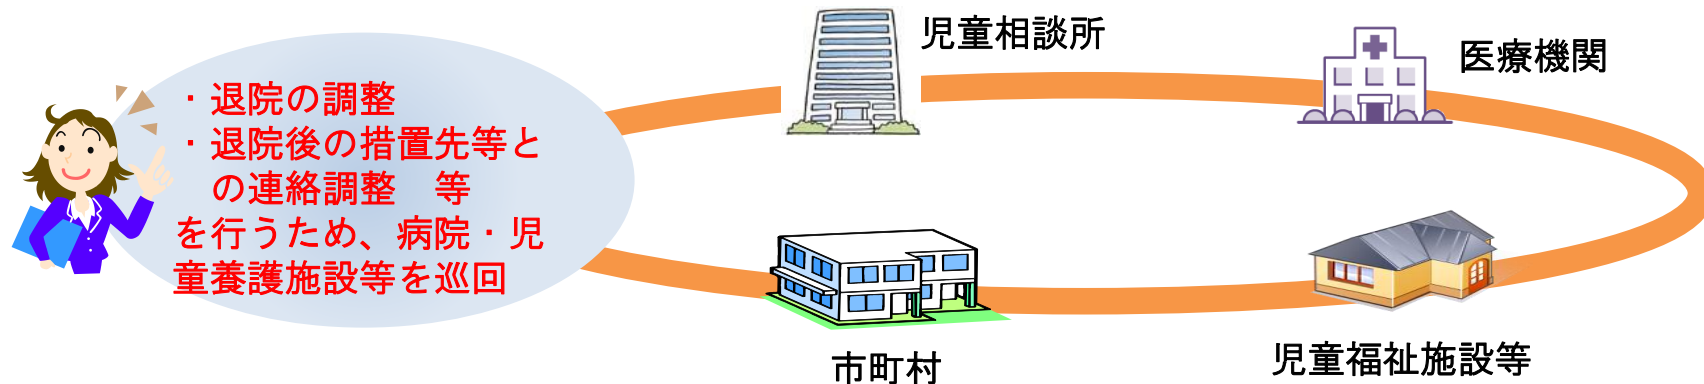 ・退院の調整
・退院後の措置先等と
の連絡調整　等
を行うため、病院・児
童養護施設等を巡回
児童相談所
医療機関
市町村
児童福祉施設等